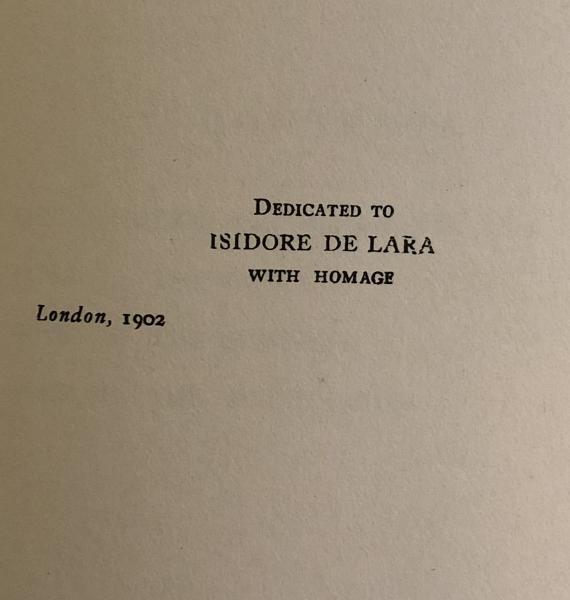 DEDICATED TO
ISIDORE DE LARA
WITH HOMAGE
London, 1902